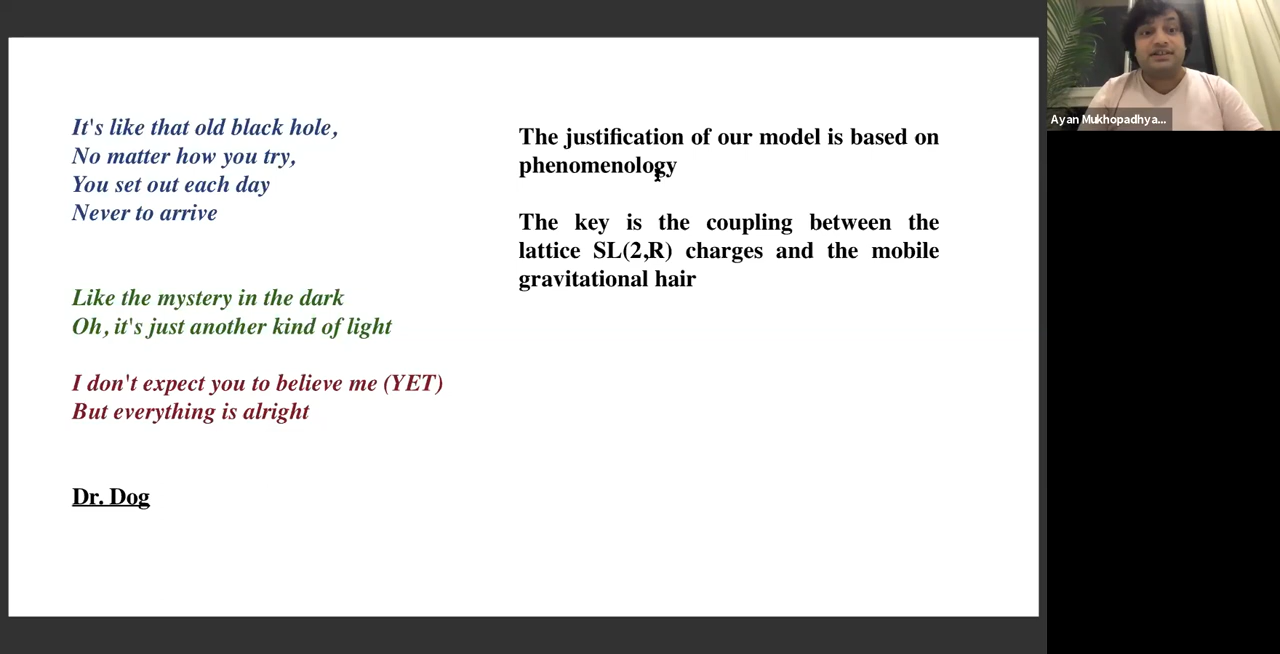 It's like that old black hole,
No matter how you try,
You set out each day
Never to arrive
Like the mystery in the dark
Oh, it's just another kind of light
I don't expect you to believe me (YET)
But everything is alright
Dr. Dog
The justification of our model is based on
phenomenology
The key is the coupling between the
lattice SL(2,R) charges and the mobile
gravitational hair
Ayan Mukhopadhya...